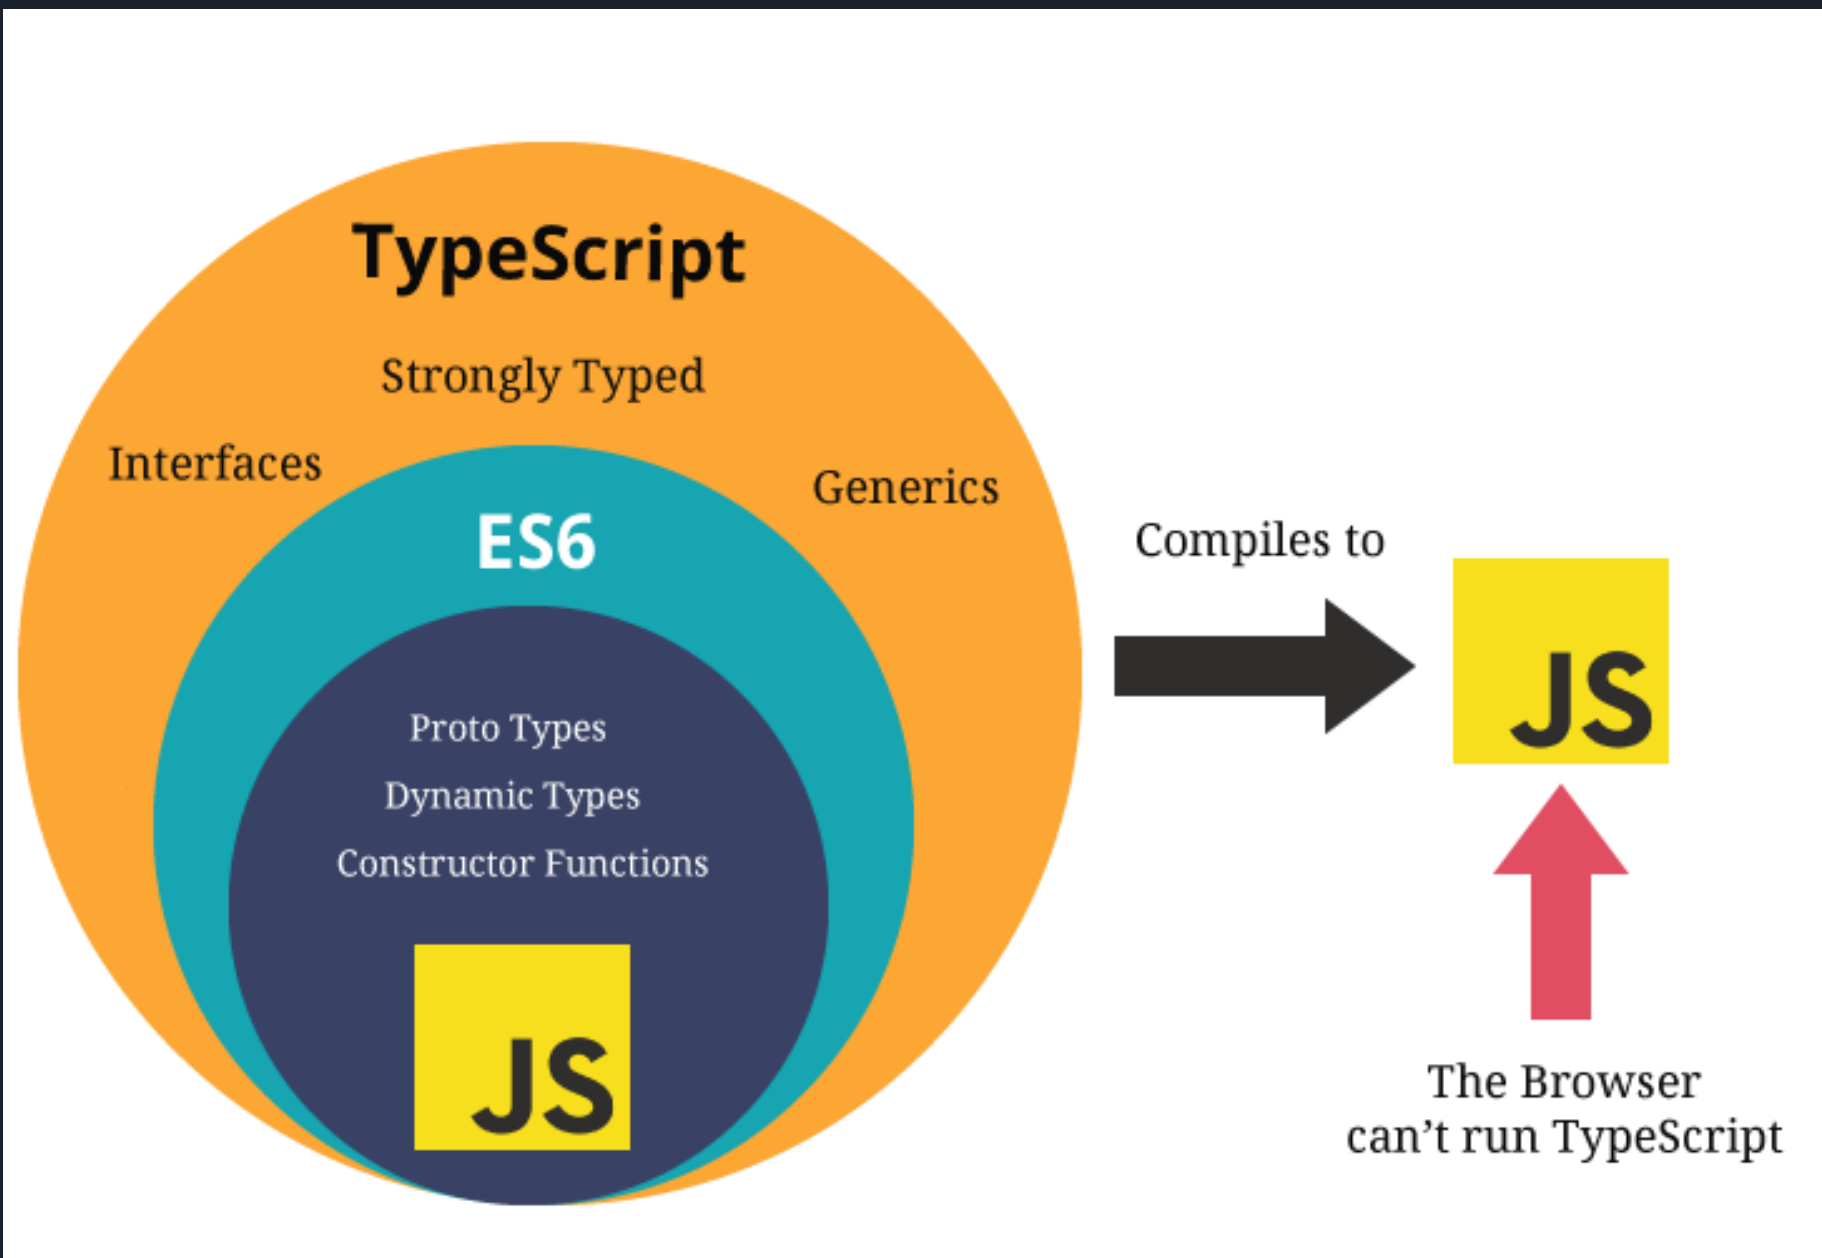 TypeScript
Strongly Typed
Interfaces
Generics
ES6
Proto Types
Dynamic Types
Constructor Functions
JS
Compiles to
JS
The Browser
can’t run TypeScript